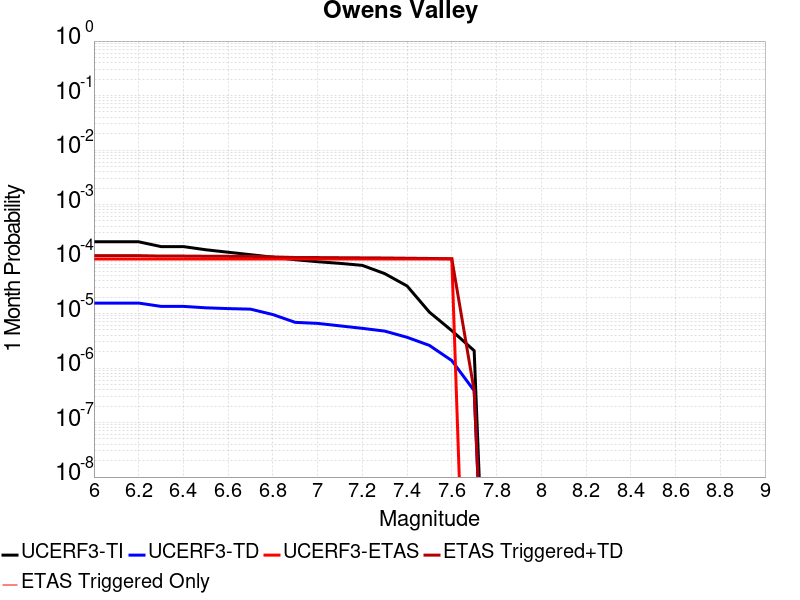 Owens Valley
10^0
10^-1
10^-2
10^-3
10^-4
10^-5
10^-6
10^-7
10^-8
1 Month Probability
6 6.2 6.4 6.6 6.8 7 7.2 7.4 7.6 7.8 8 8.2 8.4 8.6 8.8 9
Magnitude
UCERF3-TI UCERF3-TD UCERF3-ETAS ETAS Triggered+TD
ETAS Triggered Only